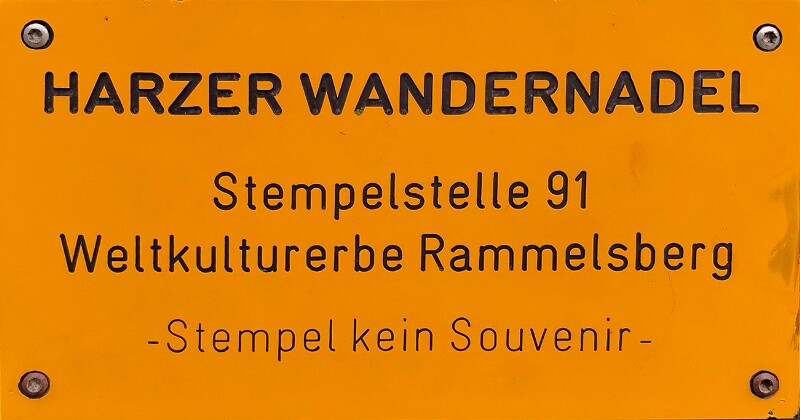 HARZER WANDERNADEL
Stempelstelle 91
Weltkulturerbe Rammelsberg
-Stempel kein Souvenir-